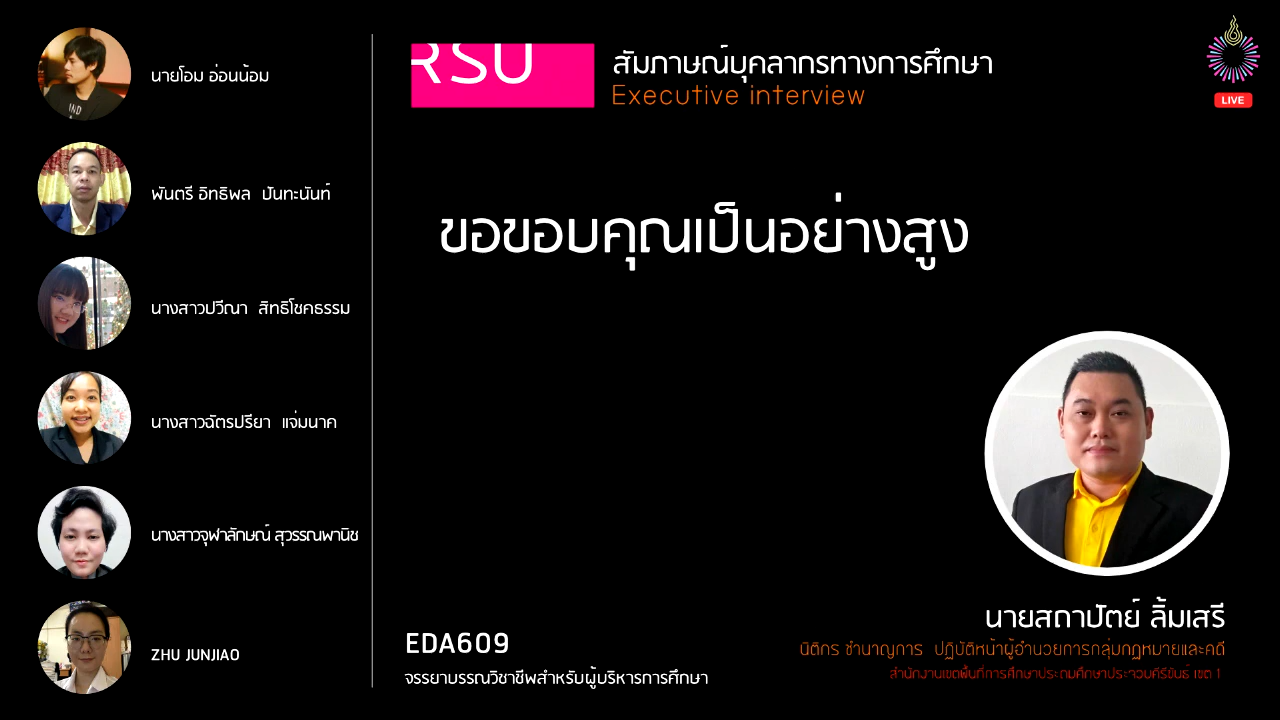 นายโอม อ่อนน้อม
พันตรี อิทธิพล ปันทะนันท์
นางสาวปวีณา สิทธิโชคธรรม
นางสาวฉัตรปรียา แจ่มนาค
นางสาวจุฬาลักษณ์ สุวรรณพานิช
ZHU JUNJIAO
RSU
สัมภาษณ์บุคลากรทางการศึกษา
Executive interview
LIVE
ขอขอบคุณเป็นอย่างสูง
นายสถาปัตย์ ลิ้มเสรี
นิติกร ชำนาญการ ปฏิบัติหน้าผู้อำนวยการกลุ่มกฎหมายและคดี
สำนักงานเขตพื้นที่การศึกษาประถมศึกษาประจวบคีรีขันธ์ เขต 1
EDA609
จรรยาบรรณวิชาชีพสำหรับผู้บริหารการศึกษา